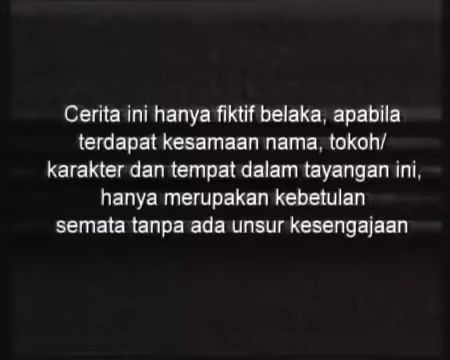 Cerita ini hanya fiktif belaka, apabila
terdapat kesamaan nama, tokoh/
karakter dan tempat dalam tayangan ini,
hanya merupakan kebetulan
semata tanpa ada unsur kesengajaan